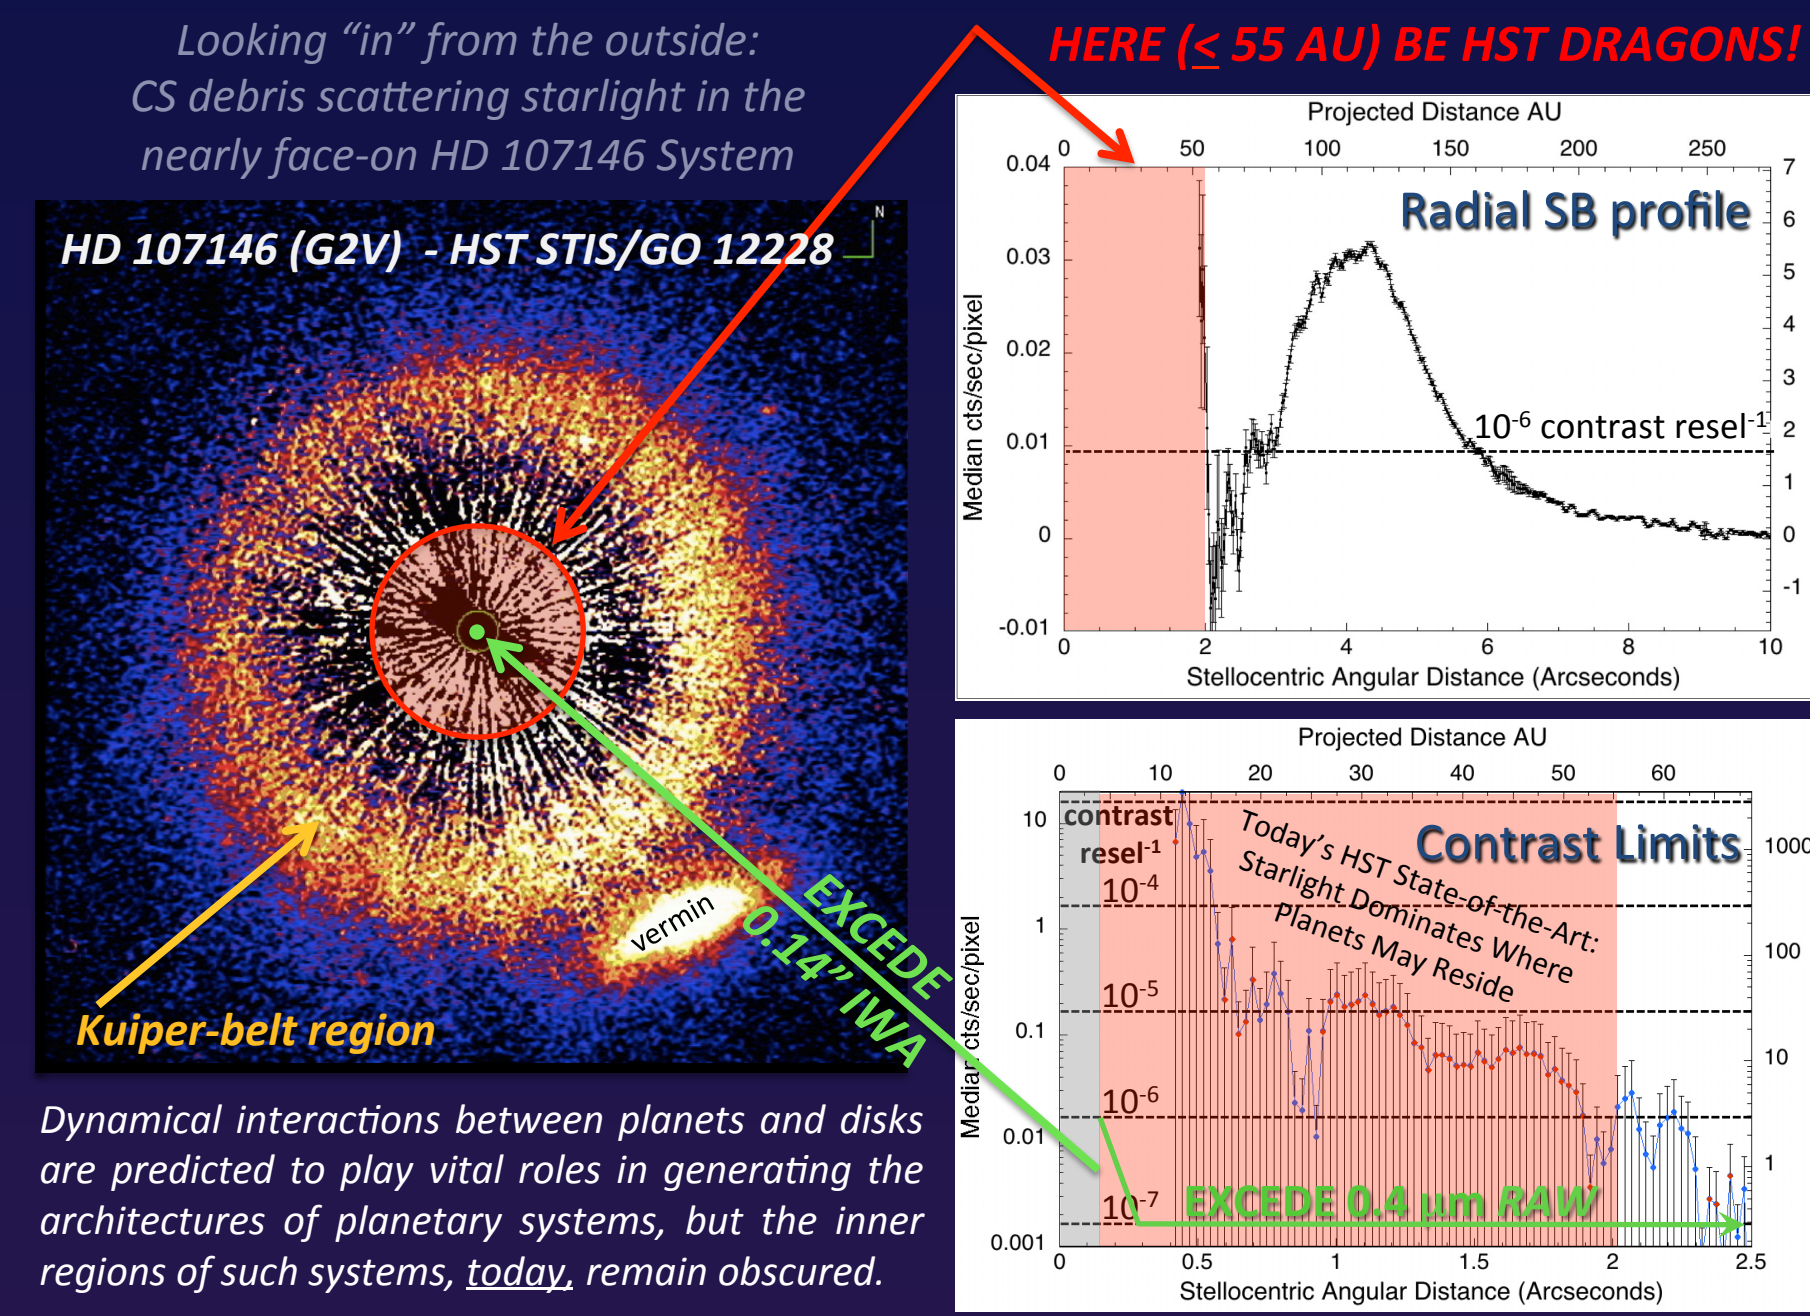 Looking “in” from the outside:
CS debris scattering starlight in the
nearly face-on HD 107146 System
HERE (< 55 AU) BE HST DRAGONS!
HD 107146 (G2V) - HST STIS/GO 12228
N
vermin
Kuiper-belt region
EXCEDE
0.14” IWA
Dynamical interactions between planets and disks
are predicted to play vital roles in generating the
architectures of planetary systems, but the inner
regions of such systems, today, remain obscured.
Projected Distance AU
0 50 100 150 200 250
Radial SB profile
Median cts/sec/pixel
0.04
0.03
0.02
0.01
0
-0.01
7
6
5
4
3
2
1
0
-1
10⁻⁶ contrast resel⁻¹
0 2 4 6 8 10
Stellocentric Angular Distance (Arcseconds)
Projected Distance AU
0 10 20 30 40 50 60
Contrast Limits
Median cts/sec/pixel
10
1
0.1
0.01
0.001
contrast
resel⁻¹
10⁻⁴
10⁻⁵
10⁻⁶
10⁻⁷
Today’s HST State-of-the-Art:
Starlight Dominates Where
Planets May Reside
1000
100
10
1
EXCEDE 0.4 μm RAW
0 0.5 1 1.5 2 2.5
Stellocentric Angular Distance (Arcseconds)